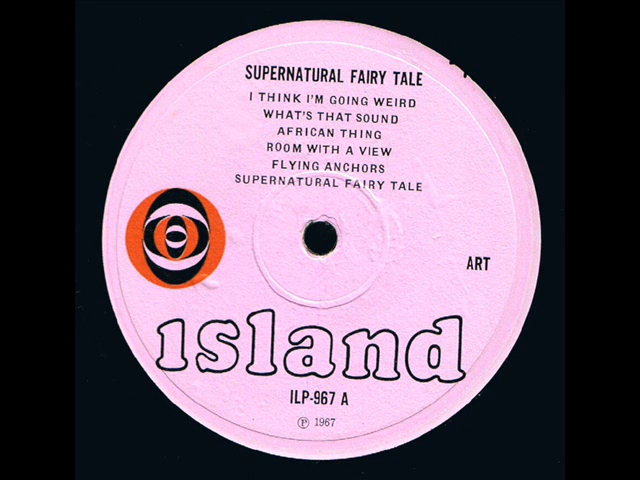 SUPERNATURAL FAIRY TALE
I THINK I'M GOING WEIRD
WHAT'S THAT SOUND
AFRICAN THING
ROOM WITH A VIEW
FLYING ANCHORS
SUPERNATURAL FAIRY TALE
ART
island
ILP-967 A
Ⓟ 1967